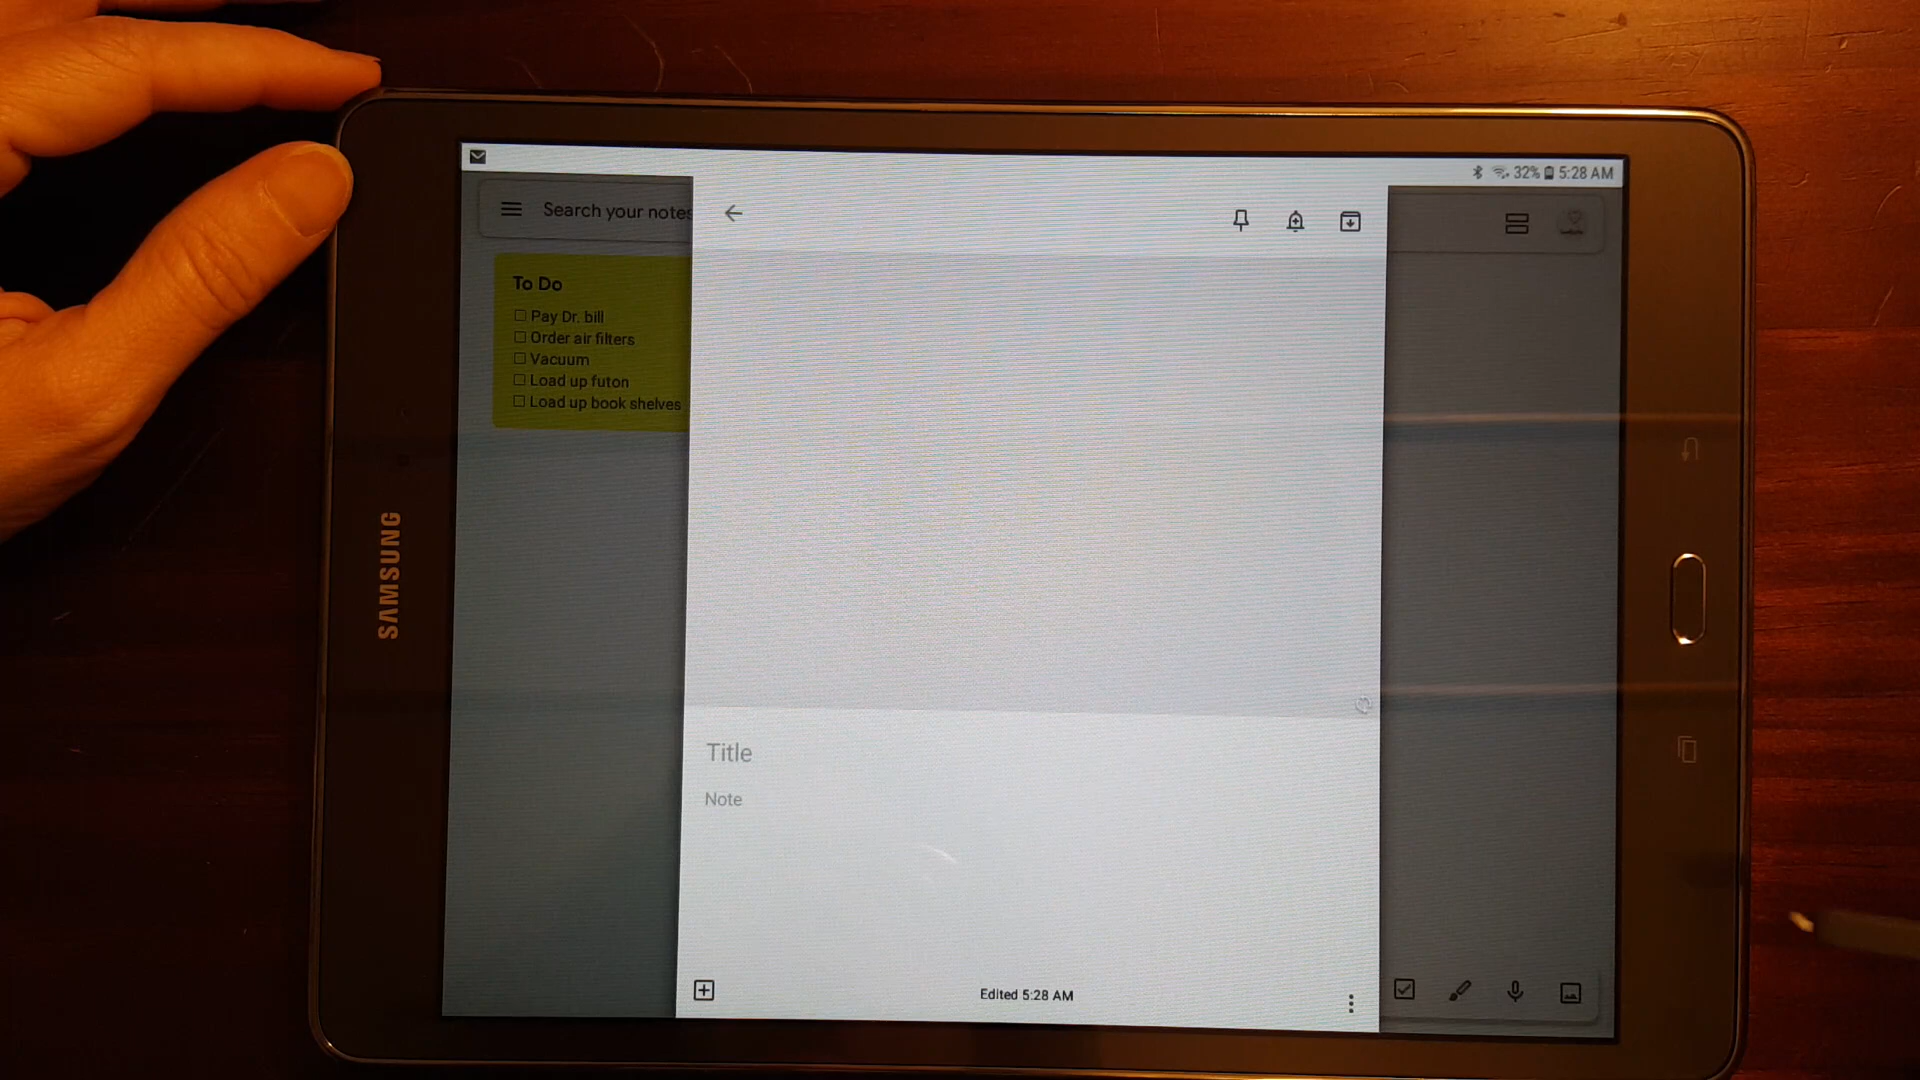 32% 5:28 AM
Search your notes
To Do
Pay Dr. bill
Order air filters
Vacuum
Load up futon
Load up book shelves
SAMSUNG
Title
Note
Edited 5:28 AM